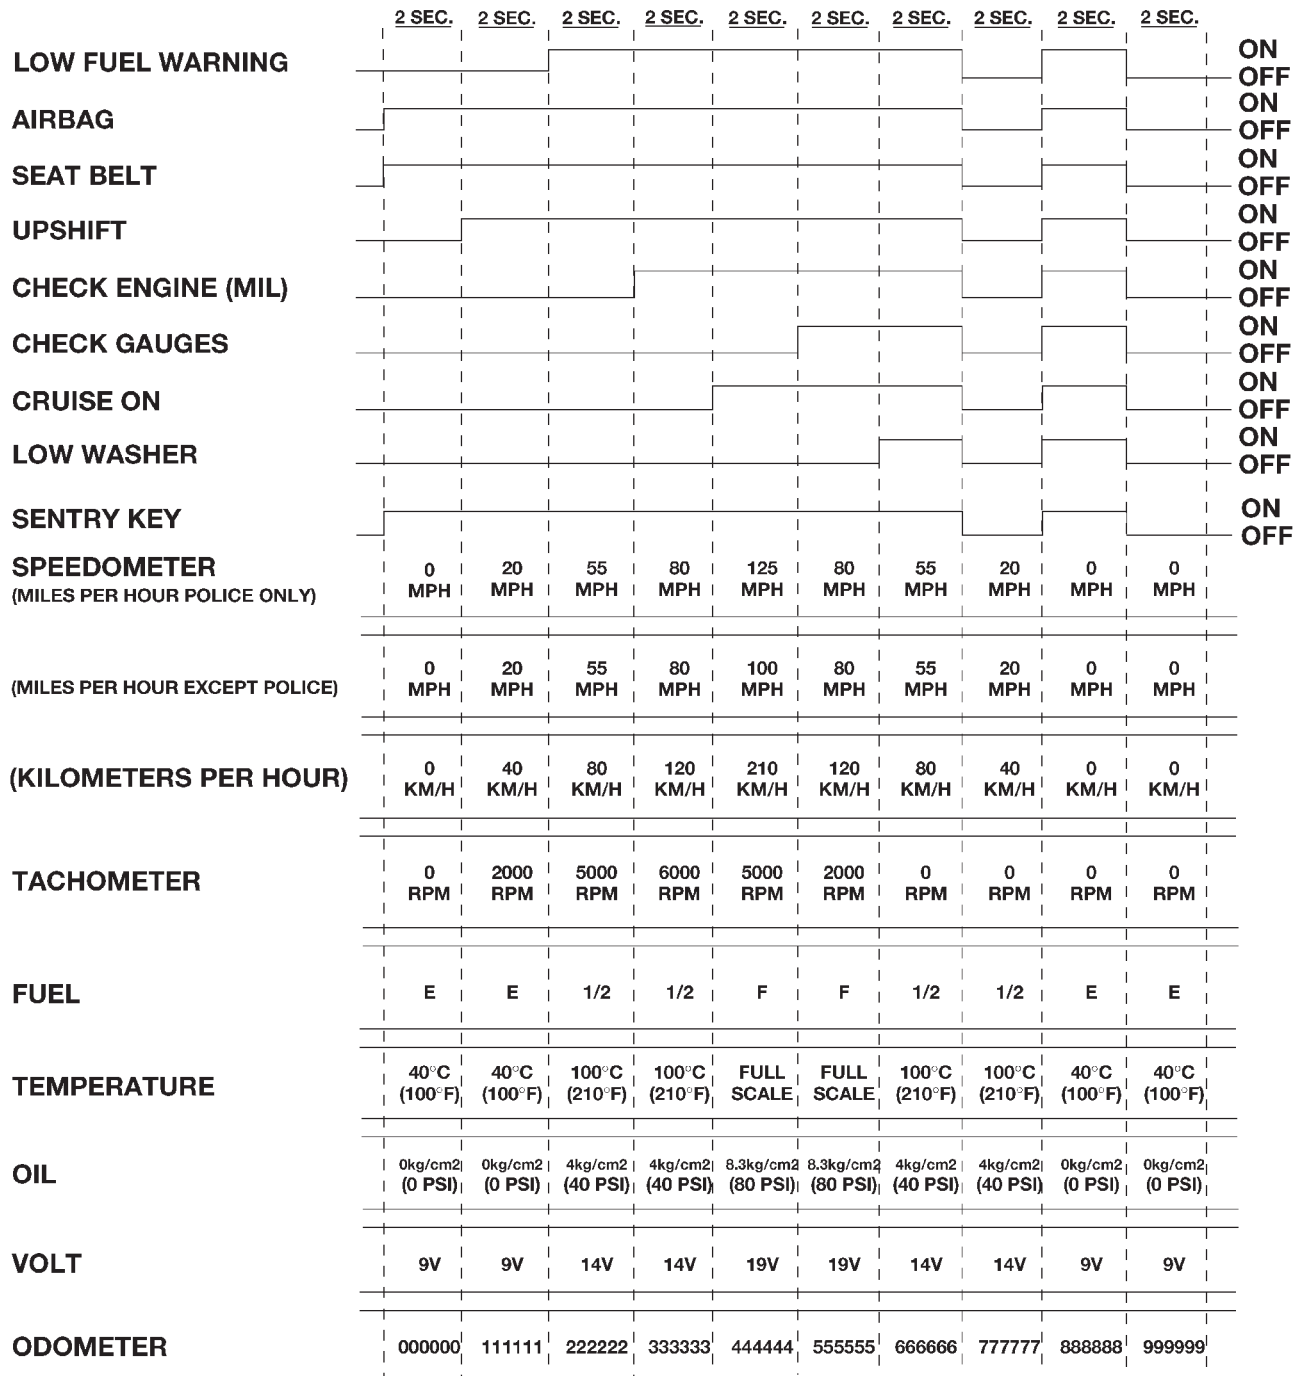 2 SEC. 2 SEC. 2 SEC. 2 SEC. 2 SEC. 2 SEC. 2 SEC. 2 SEC. 2 SEC. 2 SEC.
LOW FUEL WARNING ON
OFF
AIRBAG ON
OFF
SEAT BELT ON
OFF
UPSHIFT ON
OFF
CHECK ENGINE (MIL) ON
OFF
CHECK GAUGES ON
OFF
CRUISE ON ON
OFF
LOW WASHER ON
OFF
SENTRY KEY ON
OFF
SPEEDOMETER 0 20 55 80 125 80 55 20 0 0
(MILES PER HOUR POLICE ONLY) MPH MPH MPH MPH MPH MPH MPH MPH MPH MPH
0 20 55 80 100 80 55 20 0 0
(MILES PER HOUR EXCEPT POLICE) MPH MPH MPH MPH MPH MPH MPH MPH MPH MPH
0 40 80 120 210 120 80 40 0 0
(KILOMETERS PER HOUR) KM/H KM/H KM/H KM/H KM/H KM/H KM/H KM/H KM/H KM/H
0 2000 5000 6000 5000 2000 0 0 0 0
TACHOMETER RPM RPM RPM RPM RPM RPM RPM RPM RPM RPM
FUEL E E 1/2 1/2 F F 1/2 1/2 E E
40°C 40°C 100°C 100°C FULL FULL 100°C 100°C 40°C 40°C
TEMPERATURE (100°F) (100°F) (210°F) (210°F) SCALE SCALE (210°F) (210°F) (100°F) (100°F)
0kg/cm2 0kg/cm2 4kg/cm2 4kg/cm2 8.3kg/cm2 8.3kg/cm2 4kg/cm2 4kg/cm2 0kg/cm2 0kg/cm2
OIL (0 PSI) (0 PSI) (40 PSI) (40 PSI) (80 PSI) (80 PSI) (40 PSI) (40 PSI) (0 PSI) (0 PSI)
VOLT 9V 9V 14V 14V 19V 19V 14V 14V 9V 9V
ODOMETER 000000 111111 222222 333333 444444 555555 666666 777777 888888 999999